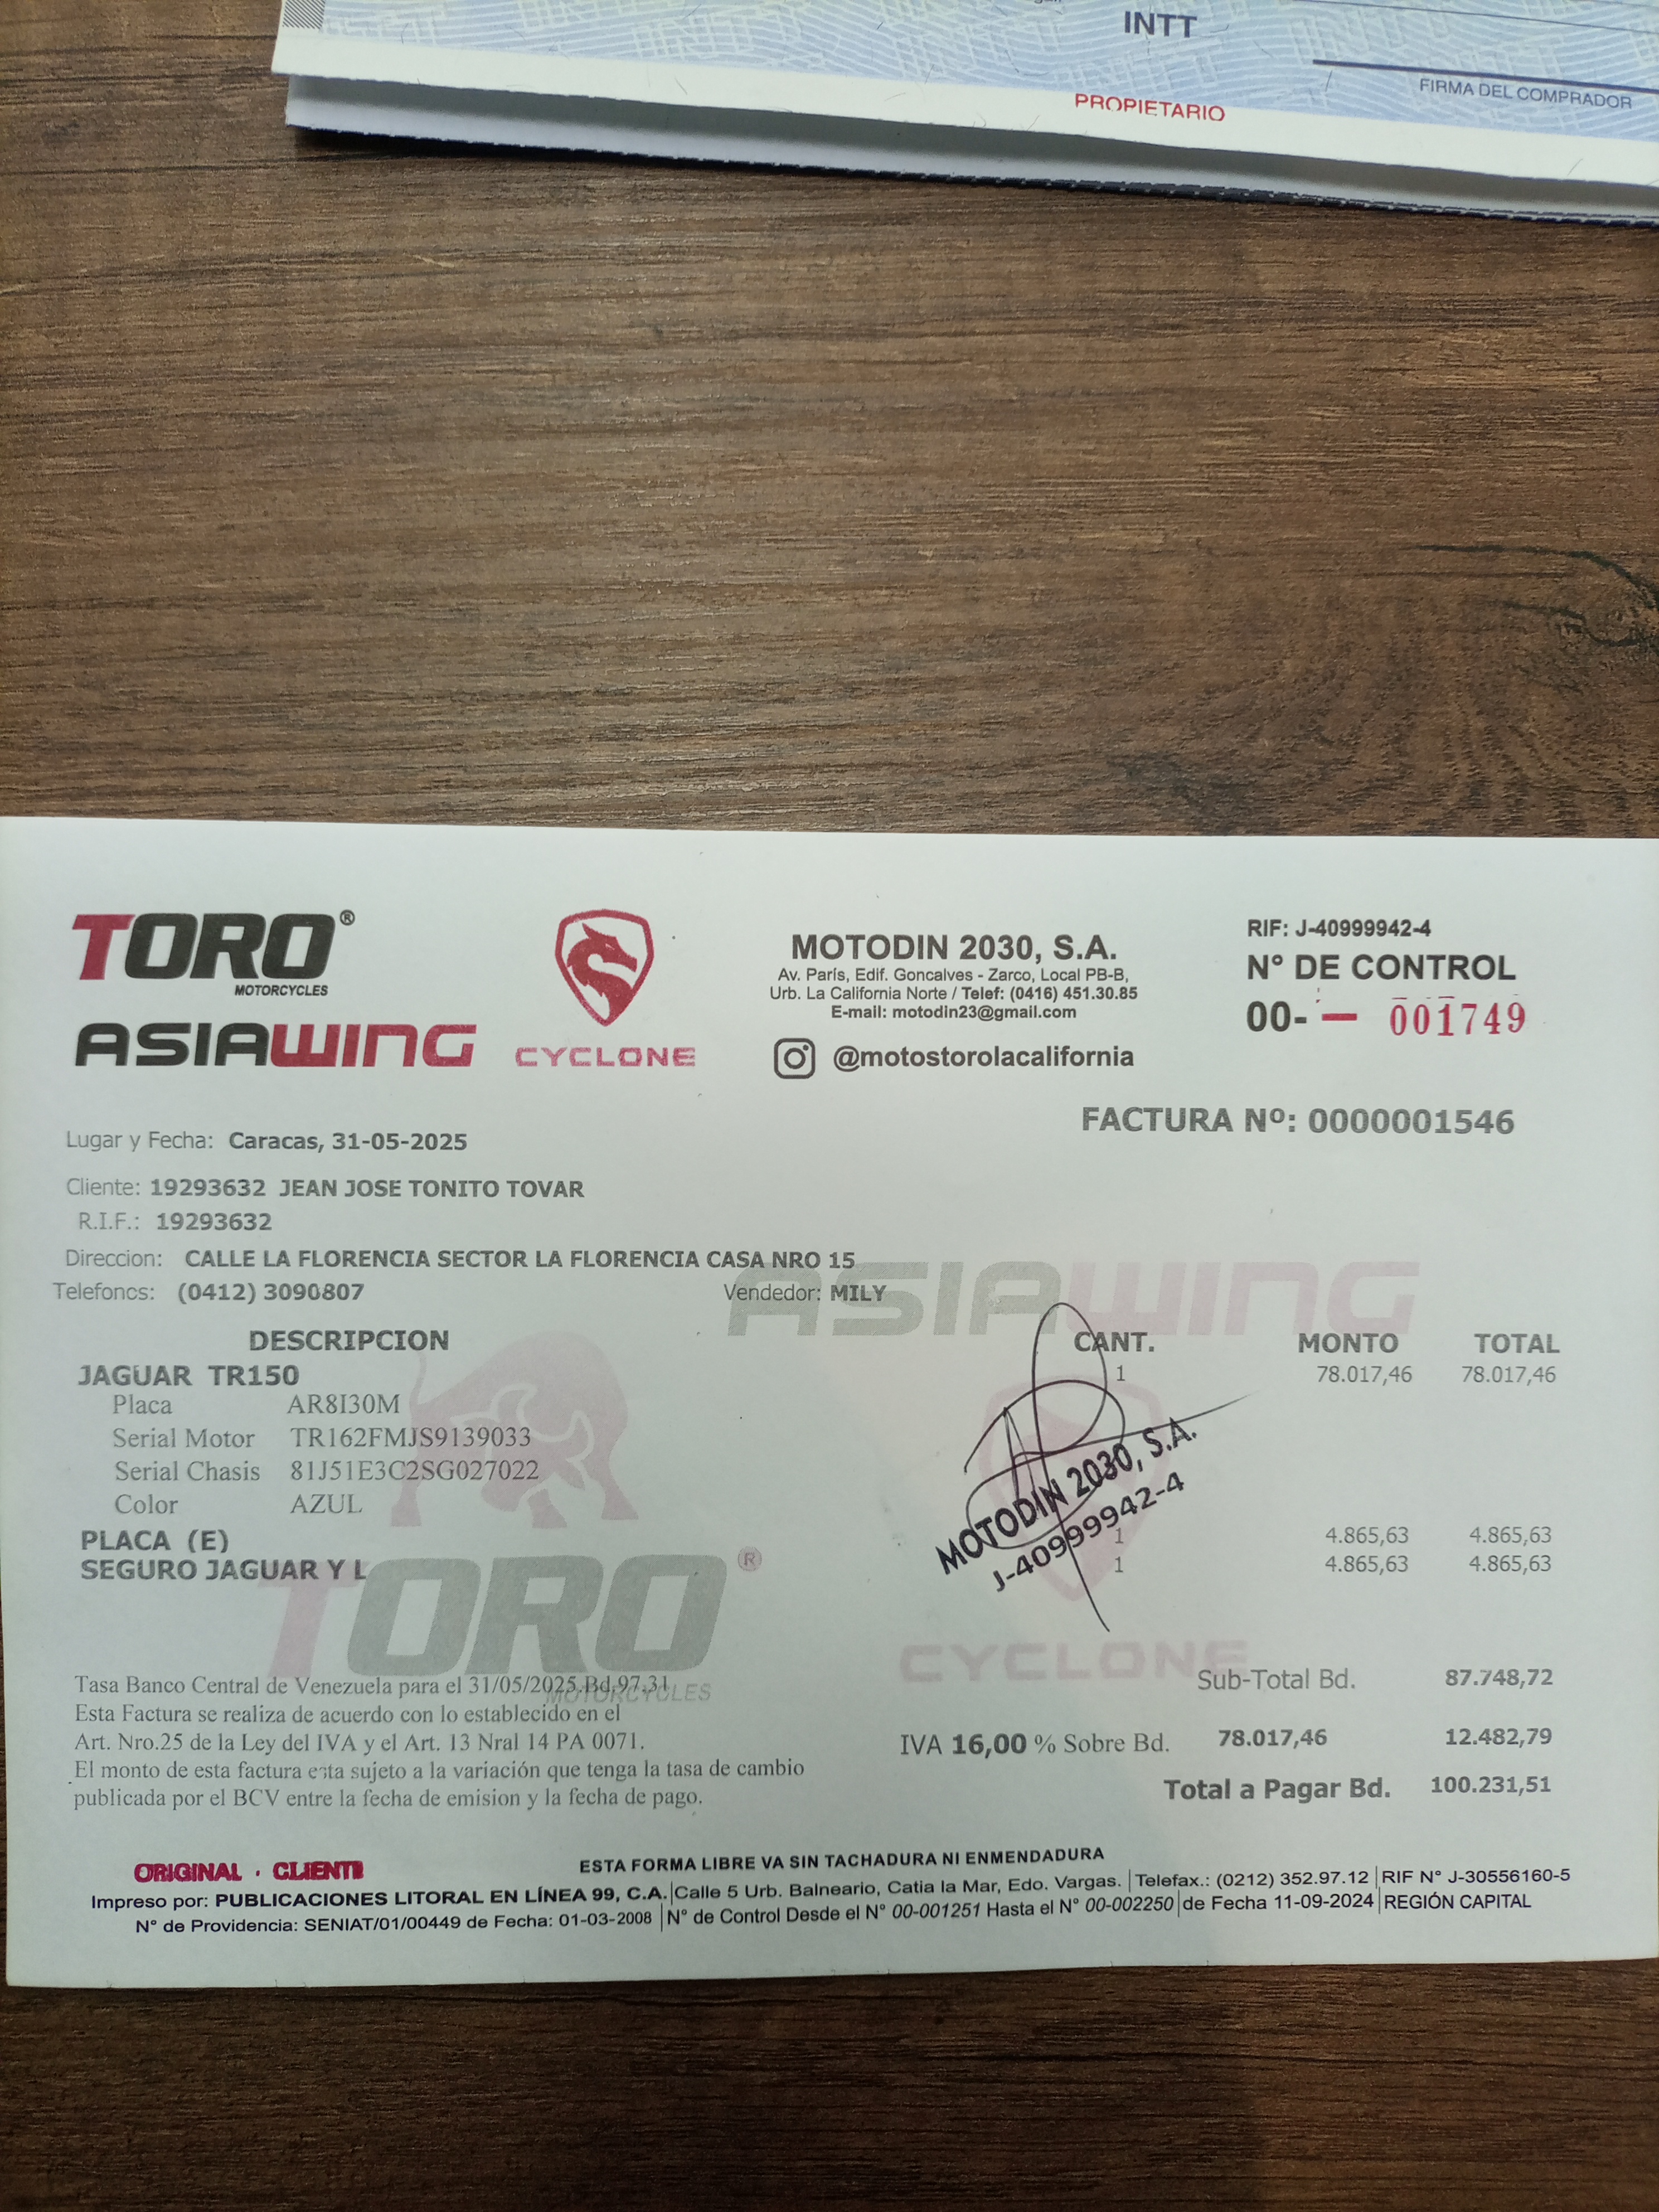 INTT
FIRMA DEL COMPRADOR
PROPIETARIO
TORO®
MOTORCYCLES
ASIAWING
CYCLONE
MOTODIN 2030, S.A.
Av. París, Edif. Goncalves - Zarco, Local PB-B,
Urb. La California Norte / Telef: (0416) 451.30.85
E-mail: motodin23@gmail.com
@motostorolacalifornia
RIF: J-40999942-4
N° DE CONTROL
00- — 001749
FACTURA Nº: 0000001546
Lugar y Fecha: Caracas, 31-05-2025
Cliente: 19293632 JEAN JOSE TONITO TOVAR
R.I.F.: 19293632
Direccion: CALLE LA FLORENCIA SECTOR LA FLORENCIA CASA NRO 15
Telefoncs: (0412) 3090807 Vendedor: MILY
ASIAWING
DESCRIPCION CANT. MONTO TOTAL
JAGUAR TR150 1 78.017,46 78.017,46
Placa AR8I30M
Serial Motor TR162FMJS9139033
Serial Chasis 81J51E3C2SG027022
Color AZUL
MOTODIN 2030, S.A.
J-40999942-4
PLACA (E) 1 4.865,63 4.865,63
SEGURO JAGUAR Y L 1 4.865,63 4.865,63
TORO®
MOTORCYCLES
CYCLONE
Sub-Total Bd. 87.748,72
Tasa Banco Central de Venezuela para el 31/05/2025.Bd.97.31
Esta Factura se realiza de acuerdo con lo establecido en el
Art. Nro.25 de la Ley del IVA y el Art. 13 Nral 14 PA 0071.
IVA 16,00 % Sobre Bd. 78.017,46 12.482,79
El monto de esta factura esta sujeto a la variación que tenga la tasa de cambio
publicada por el BCV entre la fecha de emision y la fecha de pago.
Total a Pagar Bd. 100.231,51
ORIGINAL · CLIENTE
ESTA FORMA LIBRE VA SIN TACHADURA NI ENMENDADURA
Impreso por: PUBLICACIONES LITORAL EN LÍNEA 99, C.A. | Calle 5 Urb. Balneario, Catia la Mar, Edo. Vargas. | Telefax.: (0212) 352.97.12 | RIF N° J-30556160-5
N° de Providencia: SENIAT/01/00449 de Fecha: 01-03-2008 | N° de Control Desde el N° 00-001251 Hasta el N° 00-002250 | de Fecha 11-09-2024 | REGIÓN CAPITAL